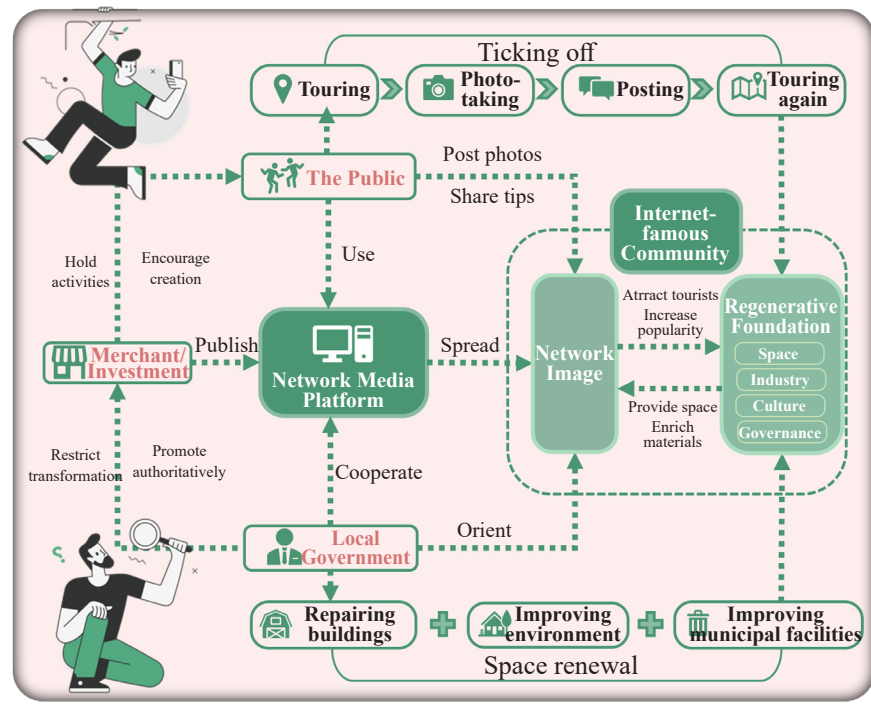 Ticking off
Touring
Photo-
taking
Posting
Touring
again
The Public
Post photos
Share tips
Internet-
famous
Community
Use
Hold
activities
Encourage
creation
Merchant/
Investment
Publish
Network Media
Platform
Spread
Network
Image
Atrract tourists
Increase
popularity
Provide space
Enrich
materials
Regenerative
Foundation
Space
Industry
Culture
Governance
Restrict
transformation
Promote
authoritatively
Cooperate
Local
Government
Orient
Repairing
buildings
Improving
environment
Improving
municipal facilities
Space renewal